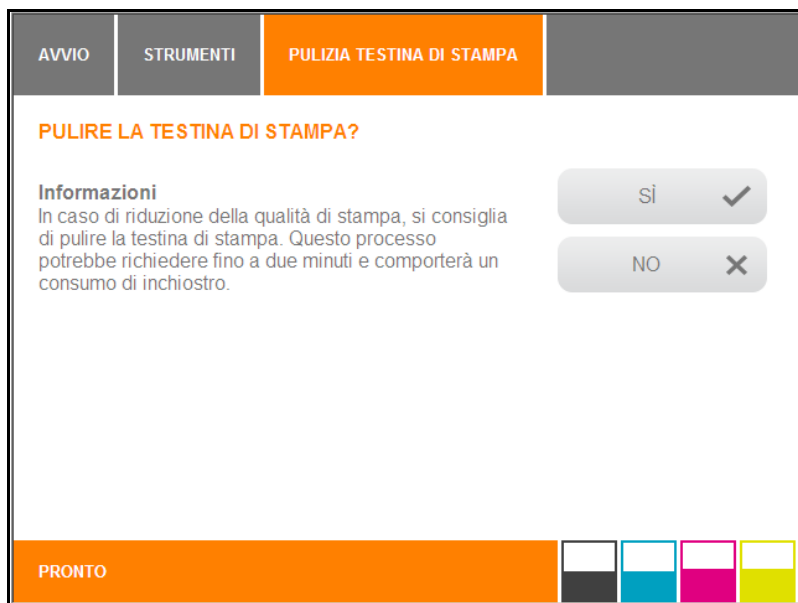 AVVIO
STRUMENTI
PULIZIA TESTINA DI STAMPA
PULIRE LA TESTINA DI STAMPA?
Informazioni
In caso di riduzione della qualità di stampa, si consiglia
di pulire la testina di stampa. Questo processo
potrebbe richiedere fino a due minuti e comporterà un
consumo di inchiostro.
SÌ
NO
PRONTO